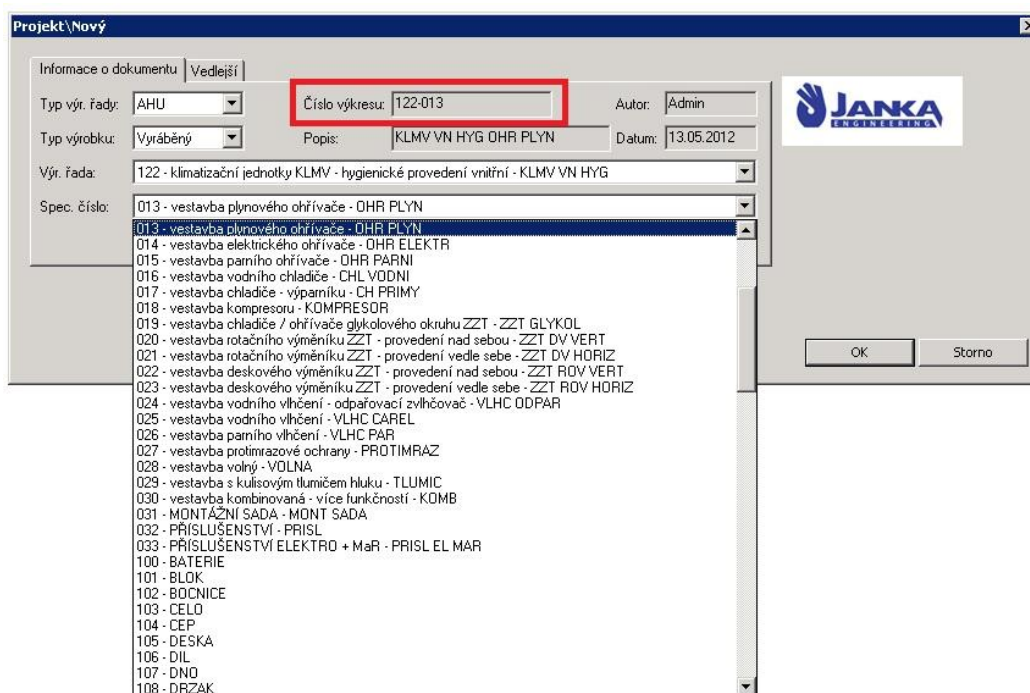 Projekt\Nový
Informace o dokumentu Vedlejší
Typ výr. řady: AHU Číslo výkresu: 122-013 Autor: Admin
Typ výrobku: Vyráběný Popis: KLMV VN HYG OHR PLYN Datum: 13.05.2012
Výr. řada: 122 - klimatizační jednotky KLMV - hygienické provedení vnitřní - KLMV VN HYG
Spec. číslo: 013 - vestavba plynového ohřívače - OHR PLYN
013 - vestavba plynového ohřívače - OHR PLYN
014 - vestavba elektrického ohřívače - OHR ELEKTR
015 - vestavba parního ohřívače - OHR PARNI
016 - vestavba vodního chladiče - CHL VODNI
017 - vestavba chladiče - výparníku - CH PRIMY
018 - vestavba kompresoru - KOMPRESOR
019 - vestavba chladiče / ohřívače glykolového okruhu ZZT - ZZT GLYKOL
020 - vestavba rotačního výměníku ZZT - provedení nad sebou - ZZT DV VERT
021 - vestavba rotačního výměníku ZZT - provedení vedle sebe - ZZT DV HORIZ
022 - vestavba deskového výměníku ZZT - provedení nad sebou - ZZT ROV VERT
023 - vestavba deskového výměníku ZZT - provedení vedle sebe - ZZT ROV HORIZ
024 - vestavba vodního vlhčení - odpařovací zvlhčovač - VLHC ODPAR
025 - vestavba vodního vlhčení - VLHC CAREL
026 - vestavba parního vlhčení - VLHC PAR
027 - vestavba protimrazové ochrany - PROTIMRAZ
028 - vestavba volný - VOLNA
029 - vestavba s kulisovým tlumičem hluku - TLUMIC
030 - vestavba kombinovaná - více funkčností - KOMB
031 - MONTÁŽNÍ SADA - MONT SADA
032 - PŘÍSLUŠENSTVÍ - PRISL
033 - PŘÍSLUŠENSTVÍ ELEKTRO + MaR - PRISL EL MAR
100 - BATERIE
101 - BLOK
102 - BOCNICE
103 - CELO
104 - CEP
105 - DESKA
106 - DIL
107 - DNO
108 - DRZAK
JANKA
ENGINEERING
OK Storno